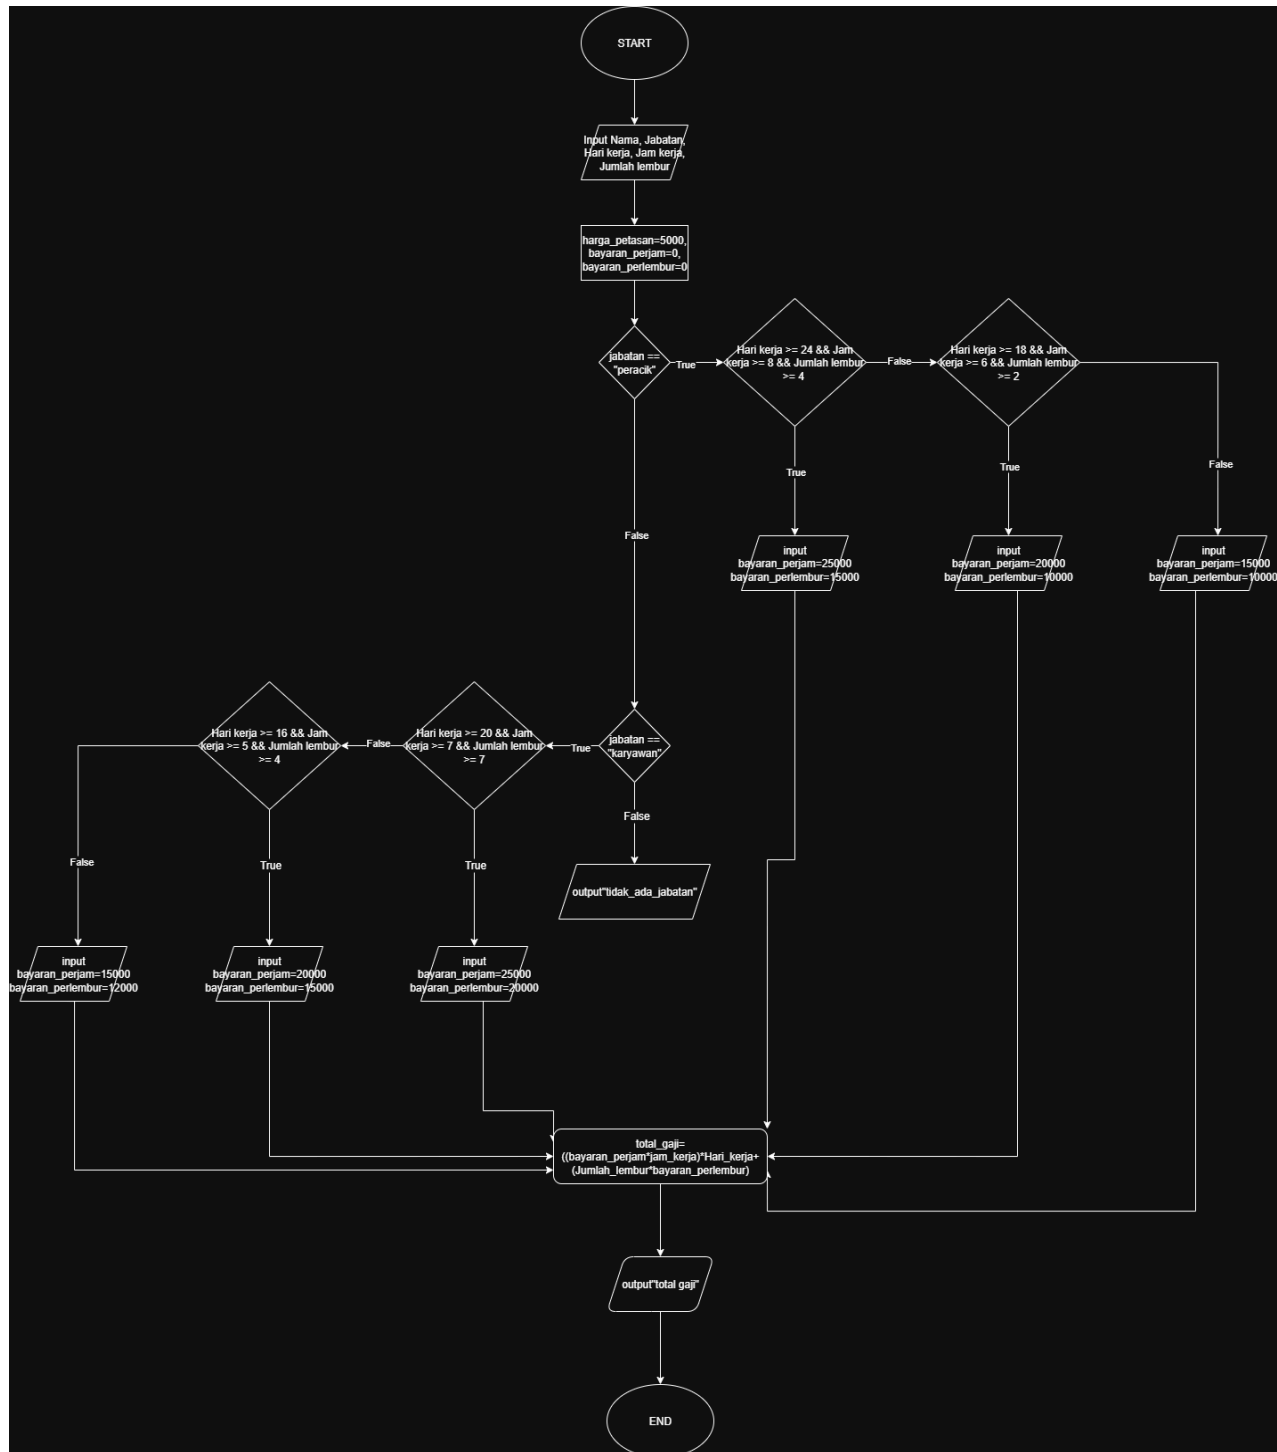 START
Input Nama, Jabatan,
Hari kerja, Jam kerja,
Jumlah lembur
harga_petasan=5000,
bayaran_perjam=0,
bayaran_perlembur=0
jabatan ==
"peracik"
True
Hari kerja >= 24 && Jam
kerja >= 8 && Jumlah lembur
>= 4
False
Hari kerja >= 18 && Jam
kerja >= 6 && Jumlah lembur
>= 2
True
True
False
False
input
bayaran_perjam=25000
bayaran_perlembur=15000
input
bayaran_perjam=20000
bayaran_perlembur=10000
input
bayaran_perjam=15000
bayaran_perlembur=10000
Hari kerja >= 16 && Jam
kerja >= 5 && Jumlah lembur
>= 4
False
Hari kerja >= 20 && Jam
kerja >= 7 && Jumlah lembur
>= 7
True
jabatan ==
"karyawan"
False
False
True
True
output"tidak_ada_jabatan"
input
bayaran_perjam=15000
bayaran_perlembur=12000
input
bayaran_perjam=20000
bayaran_perlembur=15000
input
bayaran_perjam=25000
bayaran_perlembur=20000
total_gaji=
((bayaran_perjam*jam_kerja)*Hari_kerja+
(Jumlah_lembur*bayaran_perlembur)
output"total gaji"
END